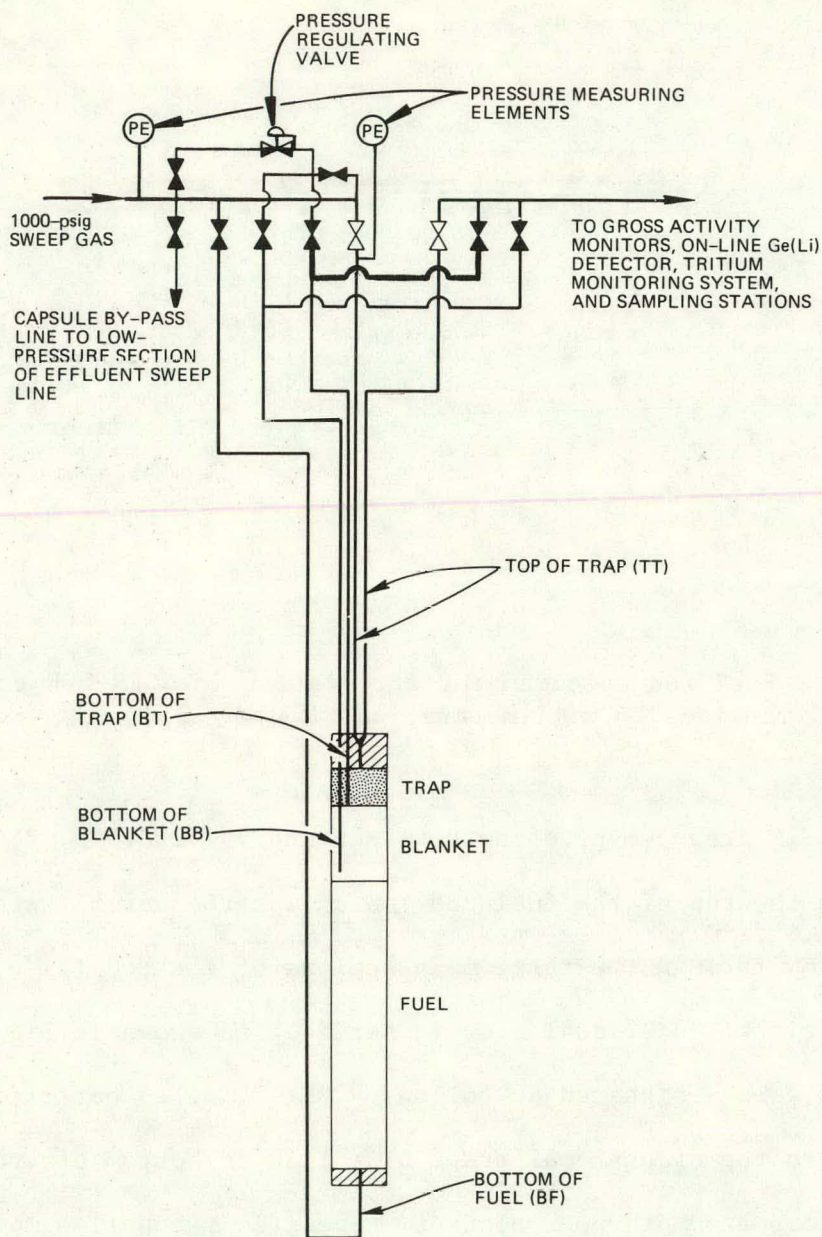 PRESSURE
REGULATING
VALVE
PE
PE
PRESSURE MEASURING
ELEMENTS
1000-psig
SWEEP GAS
TO GROSS ACTIVITY
MONITORS, ON-LINE Ge(Li)
DETECTOR, TRITIUM
MONITORING SYSTEM,
AND SAMPLING STATIONS
CAPSULE BY-PASS
LINE TO LOW-
PRESSURE SECTION
OF EFFLUENT SWEEP
LINE
TOP OF TRAP (TT)
BOTTOM OF
TRAP (BT)
TRAP
BOTTOM OF
BLANKET (BB)
BLANKET
FUEL
BOTTOM OF
FUEL (BF)